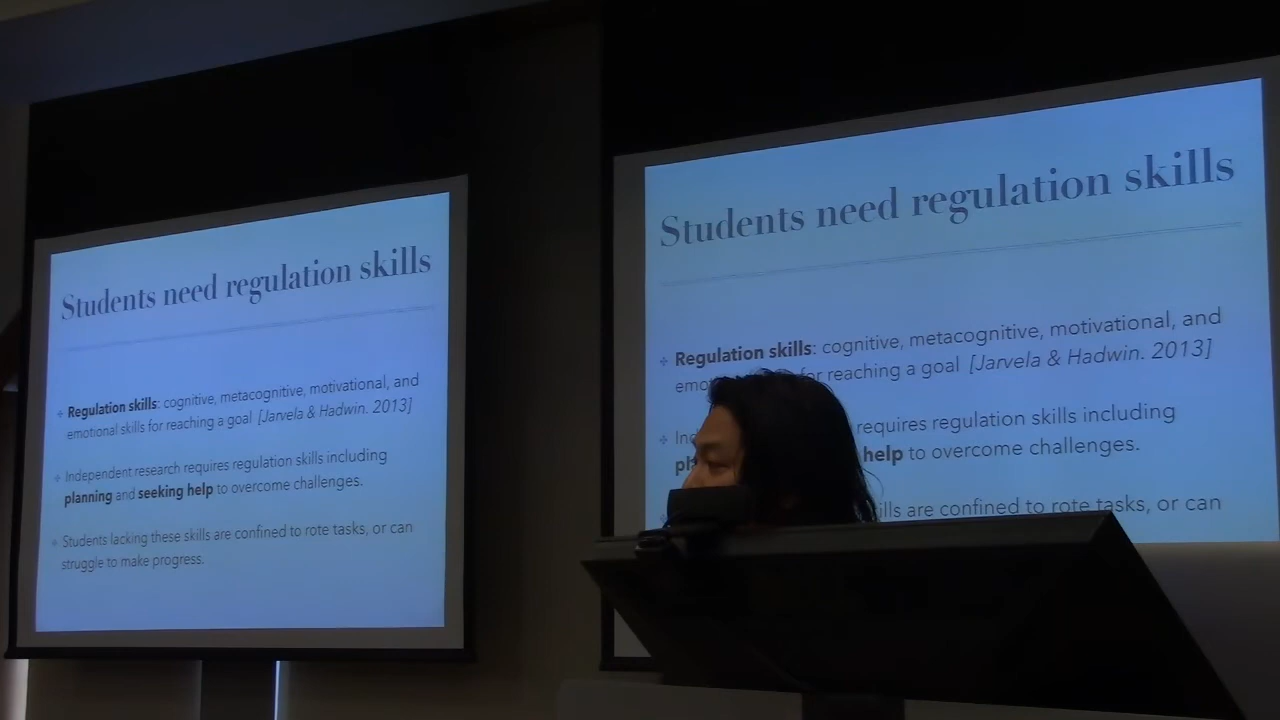 Students need regulation skills
Regulation skills: cognitive, metacognitive, motivational, and
emotional skills for reaching a goal [Jarvela & Hadwin. 2013]
Independent research requires regulation skills including
planning and seeking help to overcome challenges.
Students lacking these skills are confined to rote tasks, or can
struggle to make progress.
Students need regulation skills
Regulation skills: cognitive, metacognitive, motivational, and
reaching a goal [Jarvela & Hadwin. 2013]
requires regulation skills including
help to overcome challenges.
are confined to rote tasks, or can